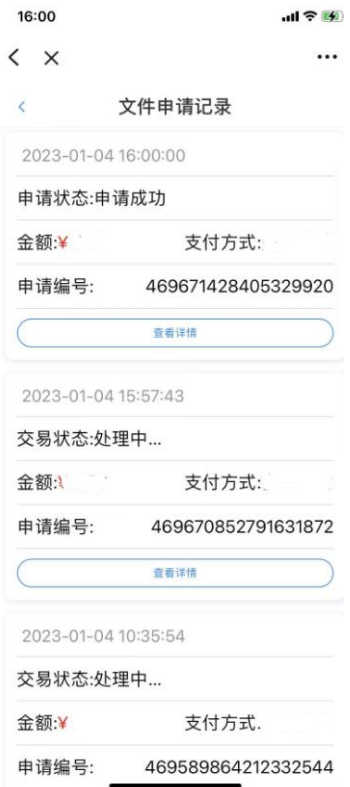 16:00
文件申请记录
2023-01-04 16:00:00
申请状态:申请成功
金额:¥ 支付方式:
申请编号: 469671428405329920
查看详情
2023-01-04 15:57:43
交易状态:处理中...
金额: 支付方式:
申请编号: 469670852791631872
查看详情
2023-01-04 10:35:54
交易状态:处理中...
金额:¥ 支付方式.
申请编号: 469589864212332544